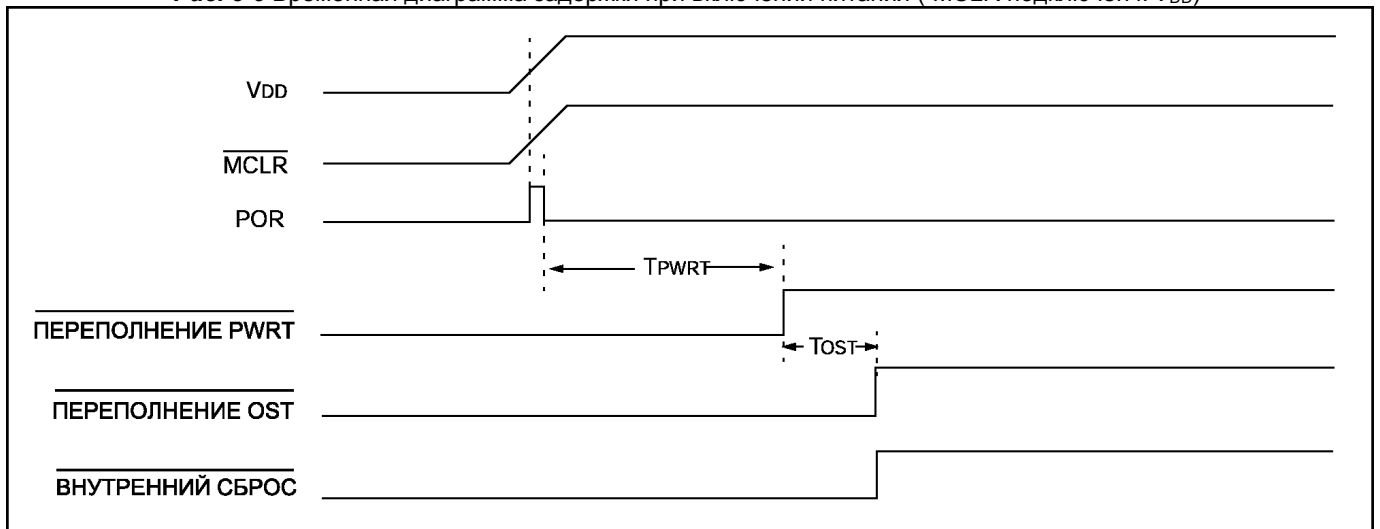 VDD
MCLR
POR
TPWRT
ПЕРЕПОЛНЕНИЕ PWRT
TOST
ПЕРЕПОЛНЕНИЕ OST
ВНУТРЕННИЙ СБРОС